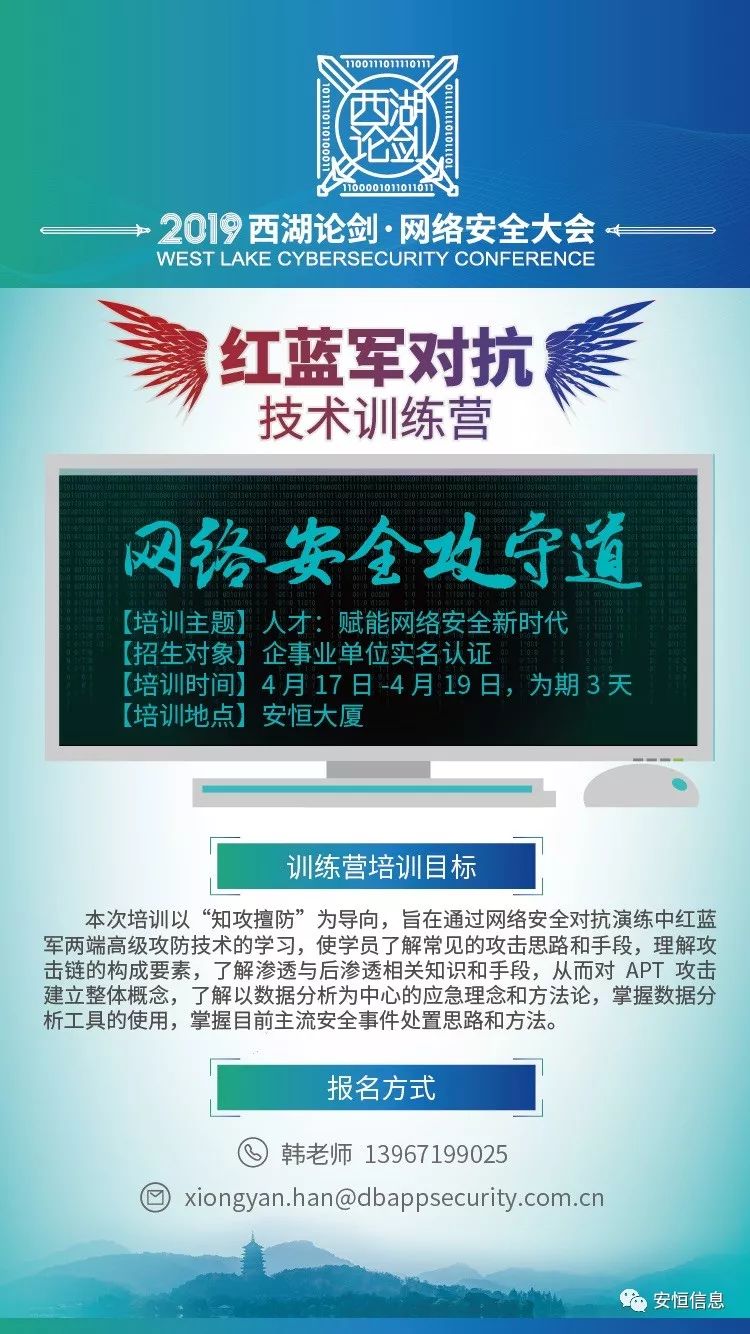 1100111011110111
西湖
论剑
1100001011011011
2019西湖论剑·网络安全大会
WEST LAKE CYBERSECURITY CONFERENCE
红蓝军对抗
技术训练营
网络安全攻守道
【培训主题】人才：赋能网络安全新时代
【招生对象】企事业单位实名认证
【培训时间】4月17日-4月19日，为期3天
【培训地点】安恒大厦
训练营培训目标
本次培训以“知攻擅防”为导向，旨在通过网络安全对抗演练中红蓝
军两端高级攻防技术的学习，使学员了解常见的攻击思路和手段，理解攻
击链的构成要素，了解渗透与后渗透相关知识和手段，从而对 APT 攻击
建立整体概念，了解以数据分析为中心的应急理念和方法论，掌握数据分
析工具的使用，掌握目前主流安全事件处置思路和方法。
报名方式
韩老师 13967199025
xiongyan.han@dbappsecurity.com.cn
安恒信息